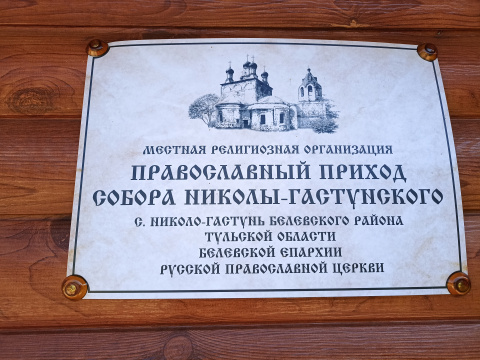 МЕСТНАЯ РЕЛИГИОЗНАЯ ОРГАНИЗАЦИЯ
ПРАВОСЛАВНЫЙ ПРИХОД
СОБОРА НИКОЛЫ-ГАСТУНСКОГО
С. НИКОЛО-ГАСТУНЬ БЕЛЕВСКОГО РАЙОНА
ТУЛЬСКОЙ ОБЛАСТИ
БЕЛЕВСКОЙ ЕПАРХИИ
РУССКОЙ ПРАВОСЛАВНОЙ ЦЕРКВИ